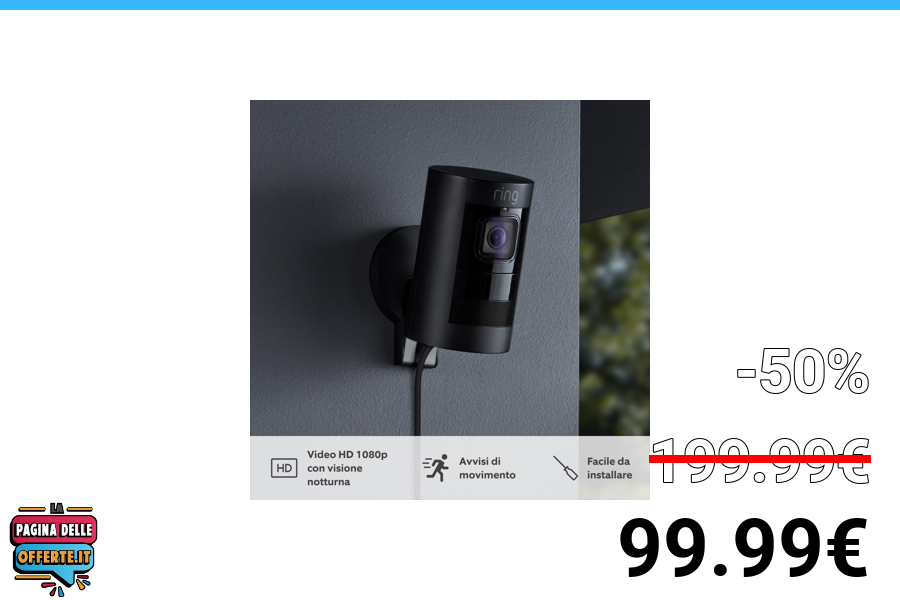 ring
HD
Video HD 1080p
con visione
notturna
Avvisi di
movimento
Facile da
installare
-50%
199.99€
99.99€
LA
PAGINA DELLE
OFFERTE.IT